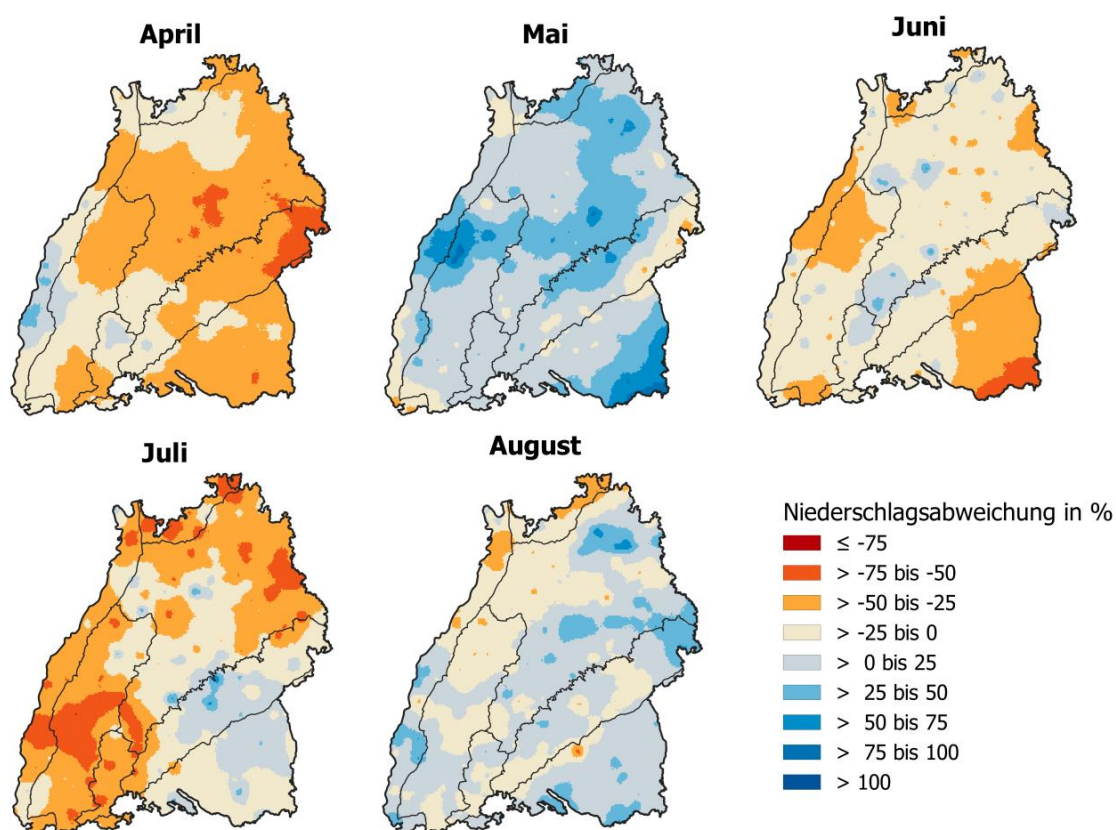 April
Mai
Juni
Juli
August
Niederschlagsabweichung in %
≤ -75
> -75 bis -50
> -50 bis -25
> -25 bis 0
> 0 bis 25
> 25 bis 50
> 50 bis 75
> 75 bis 100
> 100